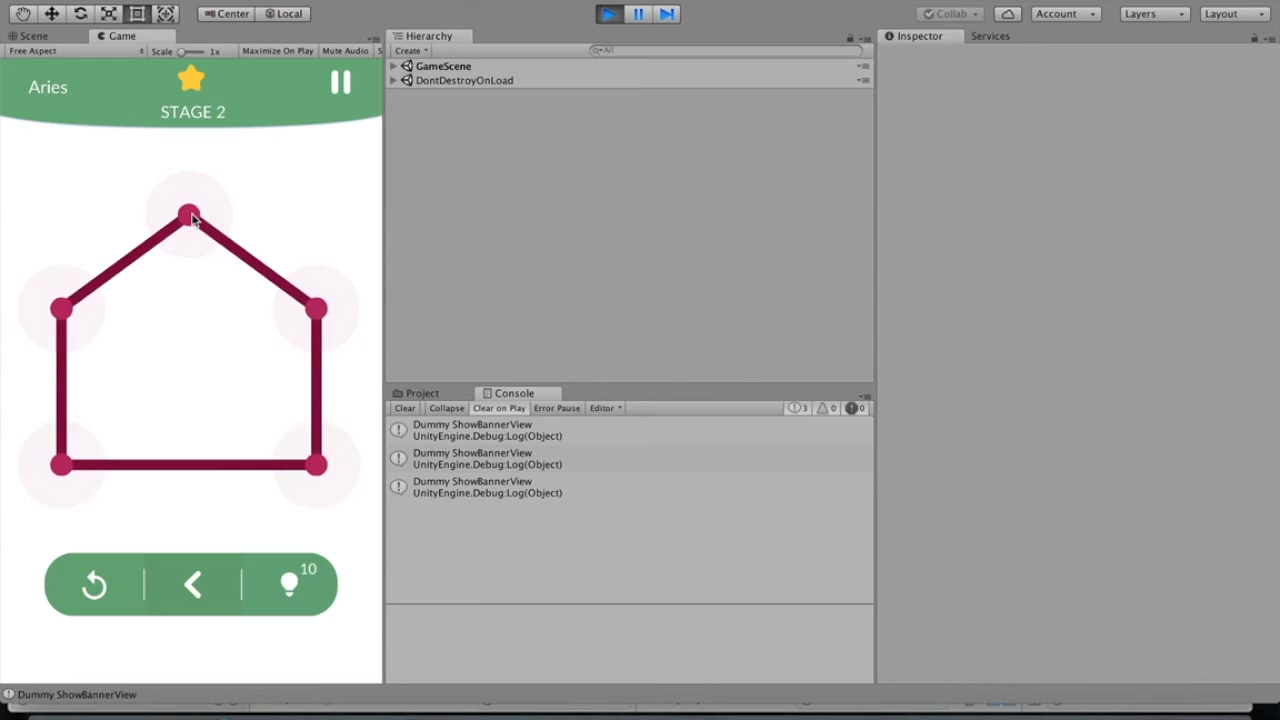 Center
Local
Collab
Account
Layers
Layout
Scene
Game
Hierarchy
Inspector
Services
Free Aspect
Scale
1x
Maximize On Play
Mute Audio
S
Create
All
GameScene
DontDestroyOnLoad
Aries
STAGE 2
10
Project
Console
Clear
Collapse
Clear on Play
Error Pause
Editor
3
0
0
Dummy ShowBannerView
UnityEngine.Debug:Log(Object)
Dummy ShowBannerView
UnityEngine.Debug:Log(Object)
Dummy ShowBannerView
UnityEngine.Debug:Log(Object)
Dummy ShowBannerView